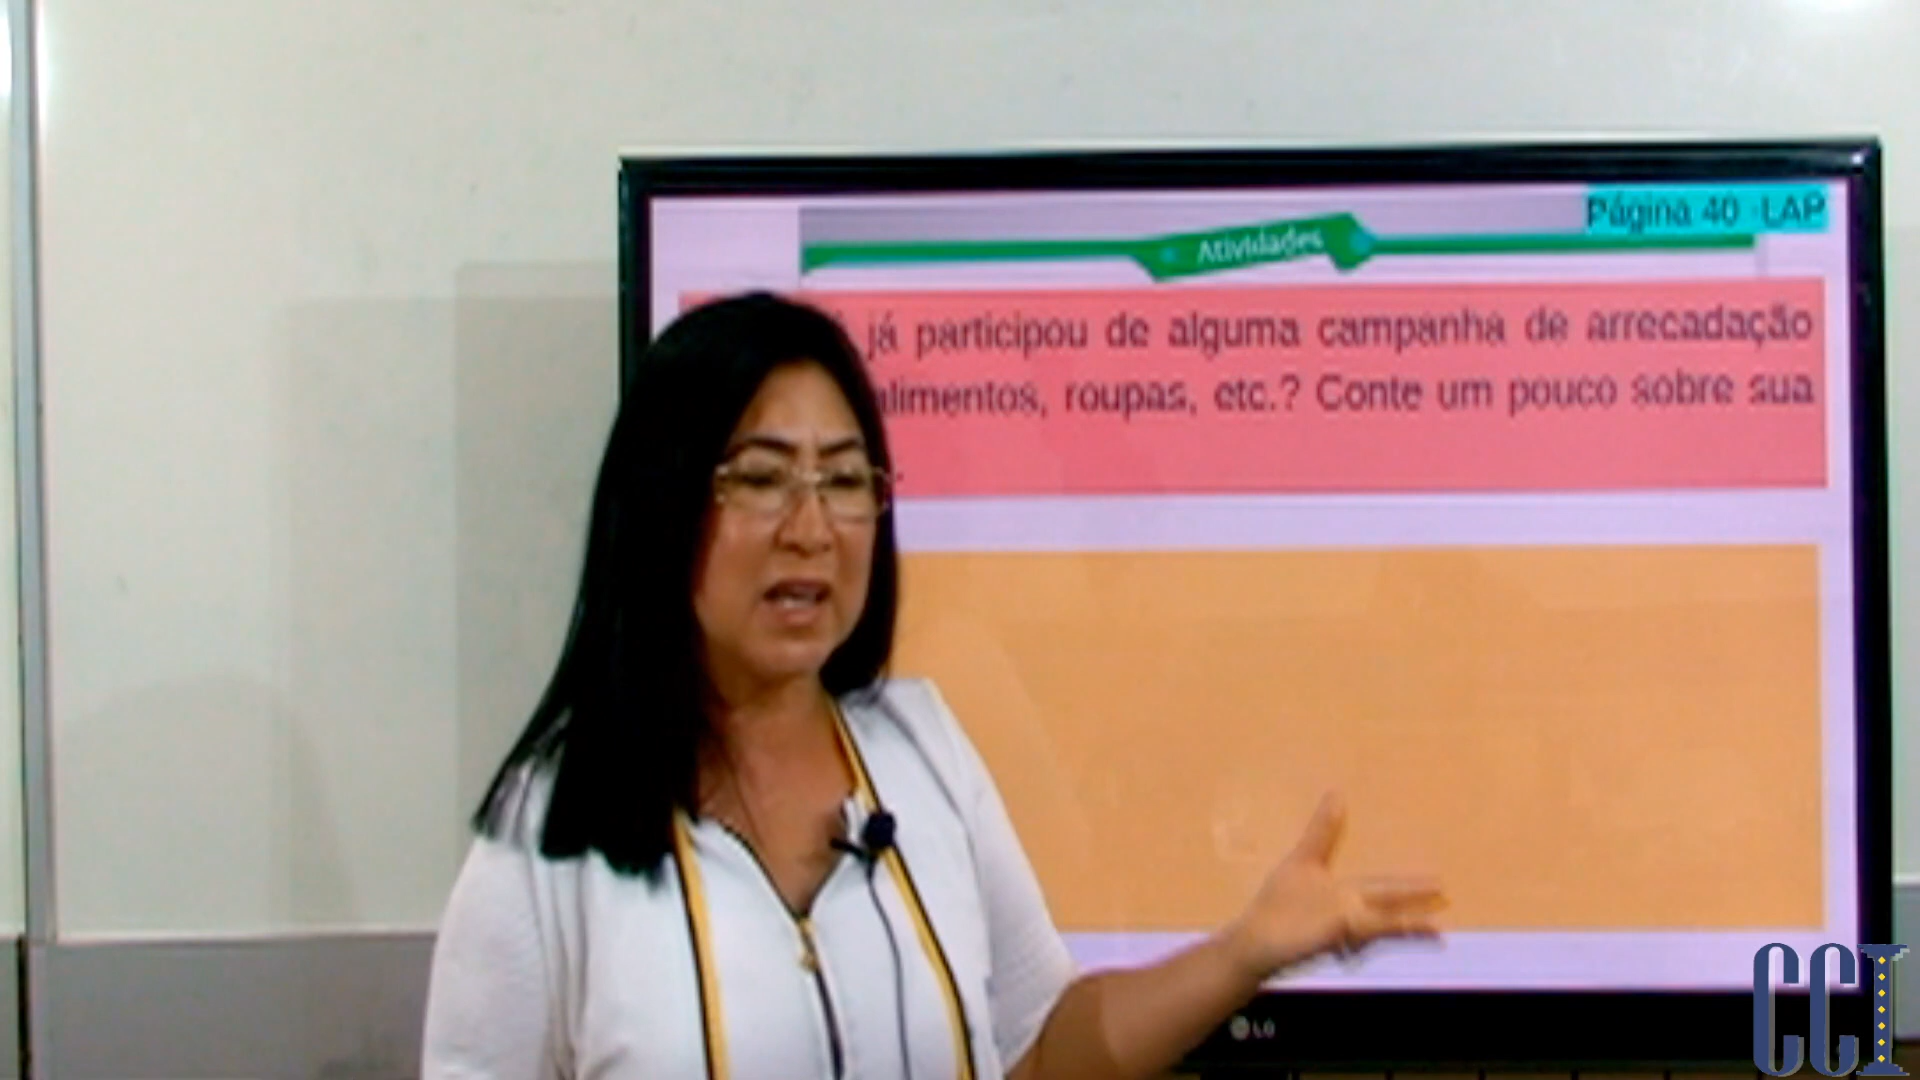 Página 40 -LAP
Atividades
já participou de alguma campanha de arrecadação
alimentos, roupas, etc.? Conte um pouco sobre sua
LG
CCI